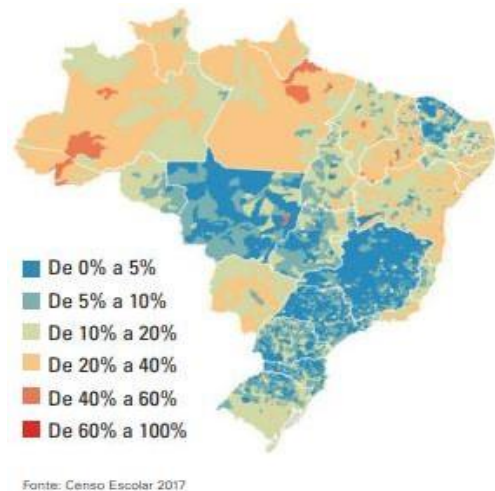 De 0% a 5%
De 5% a 10%
De 10% a 20%
De 20% a 40%
De 40% a 60%
De 60% a 100%
Fonte: Censo Escolar 2017